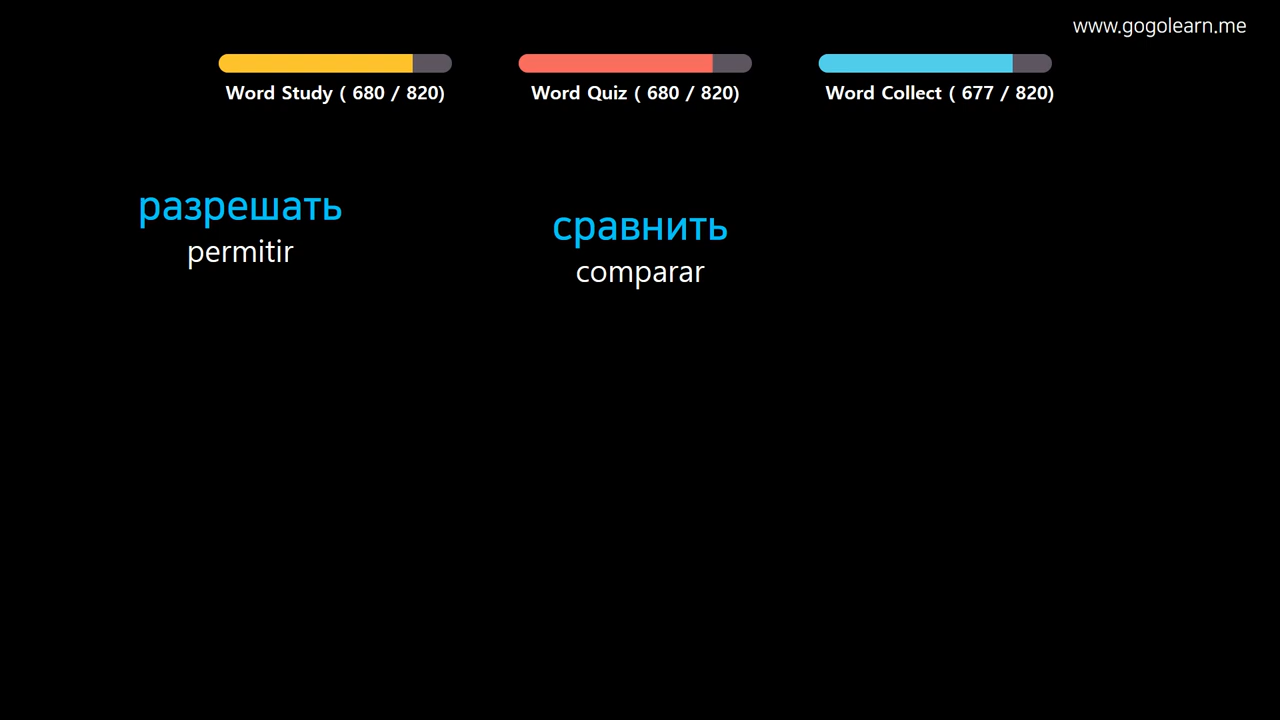 www.gogolearn.me
Word Study ( 680 / 820)
Word Quiz ( 680 / 820)
Word Collect ( 677 / 820)
разрешать
permitir
сравнить
comparar